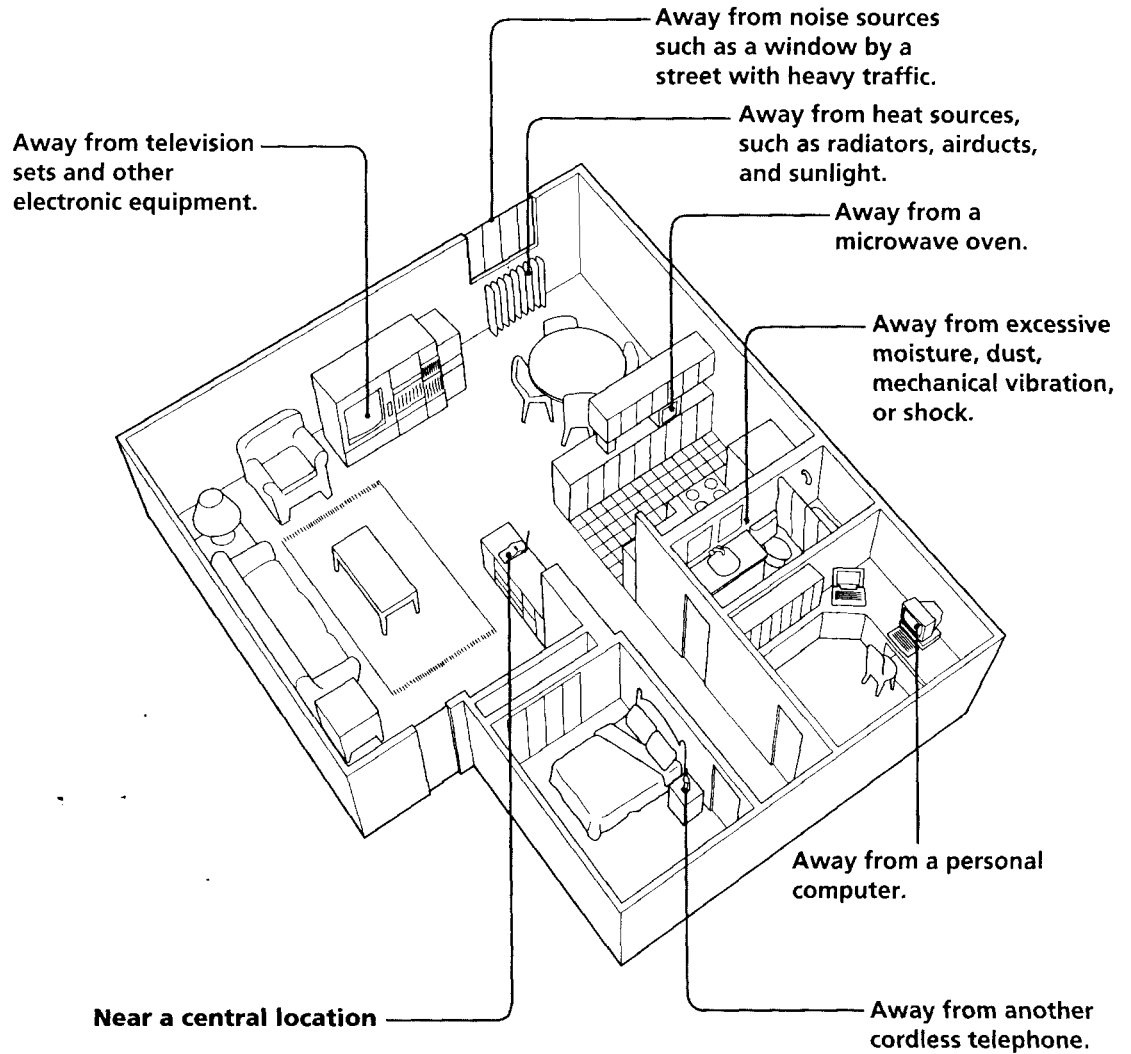 Away from noise sources
such as a window by a
street with heavy traffic.
Away from heat sources,
such as radiators, airducts,
and sunlight.
Away from television
sets and other
electronic equipment.
Away from a
microwave oven.
Away from excessive
moisture, dust,
mechanical vibration,
or shock.
Away from a personal
computer.
Near a central location
Away from another
cordless telephone.